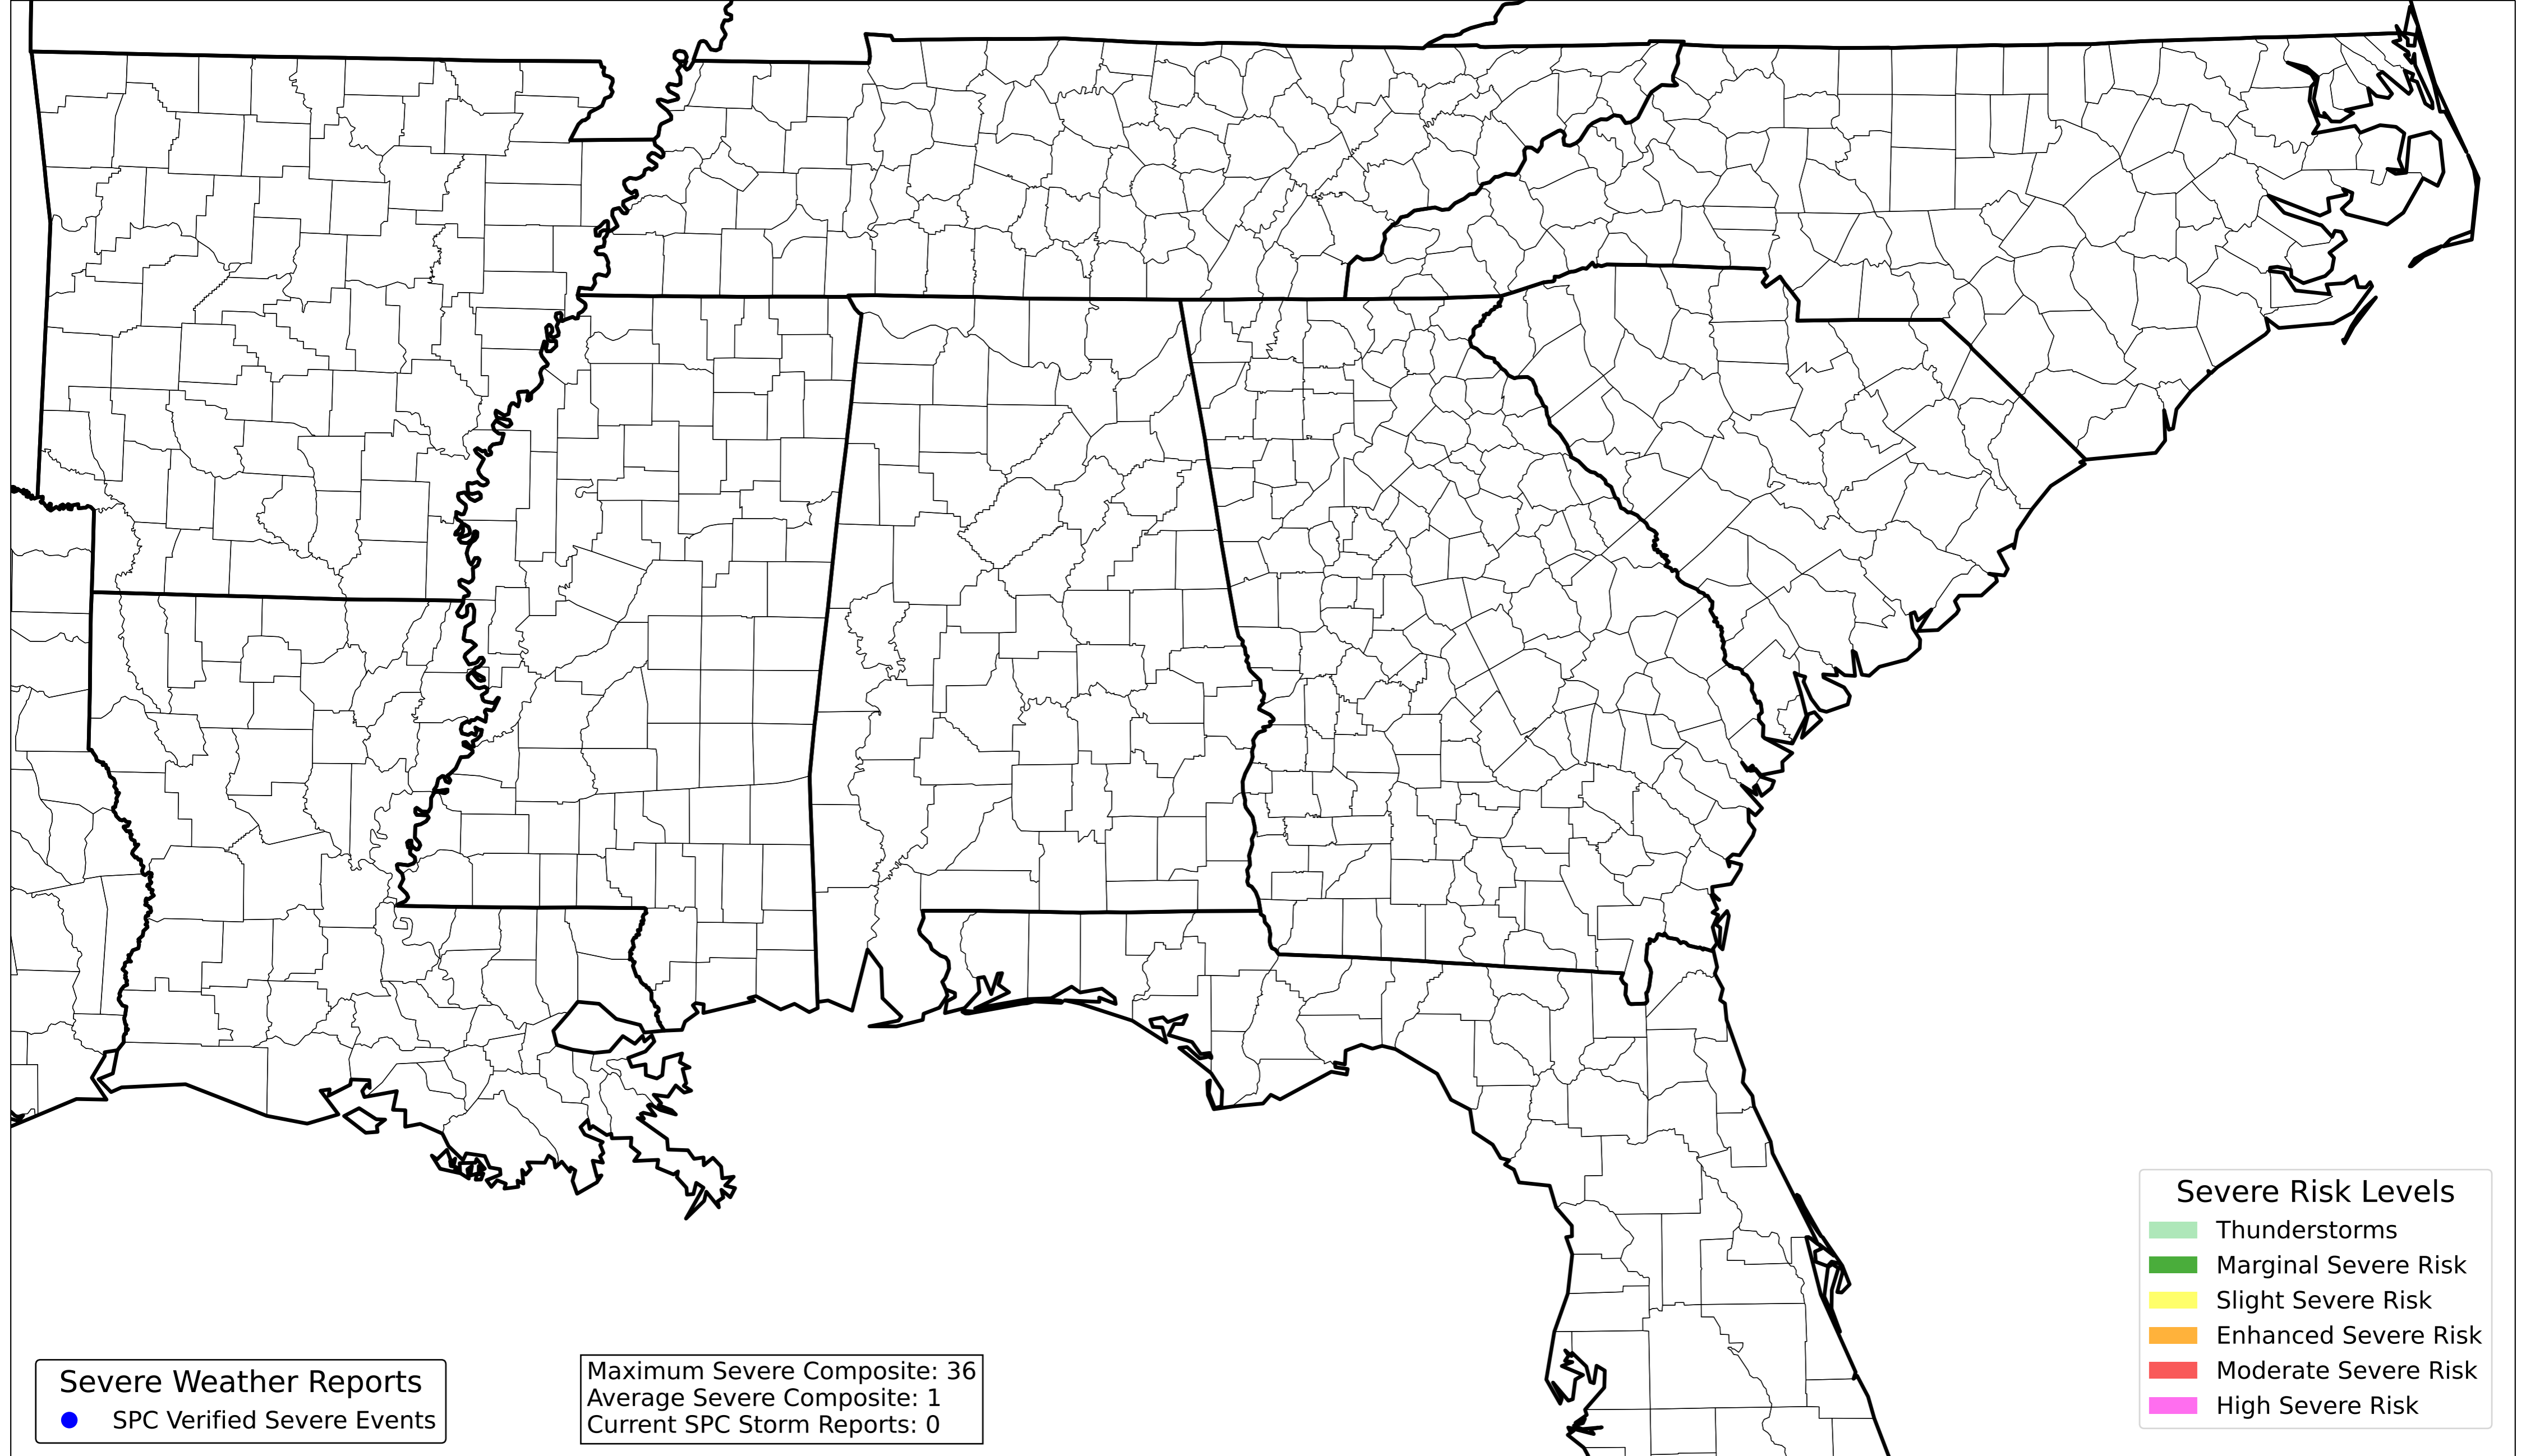 Severe Weather Reports
SPC Verified Severe Events
Maximum Severe Composite: 36
Average Severe Composite: 1
Current SPC Storm Reports: 0
Severe Risk Levels
Thunderstorms
Marginal Severe Risk
Slight Severe Risk
Enhanced Severe Risk
Moderate Severe Risk
High Severe Risk